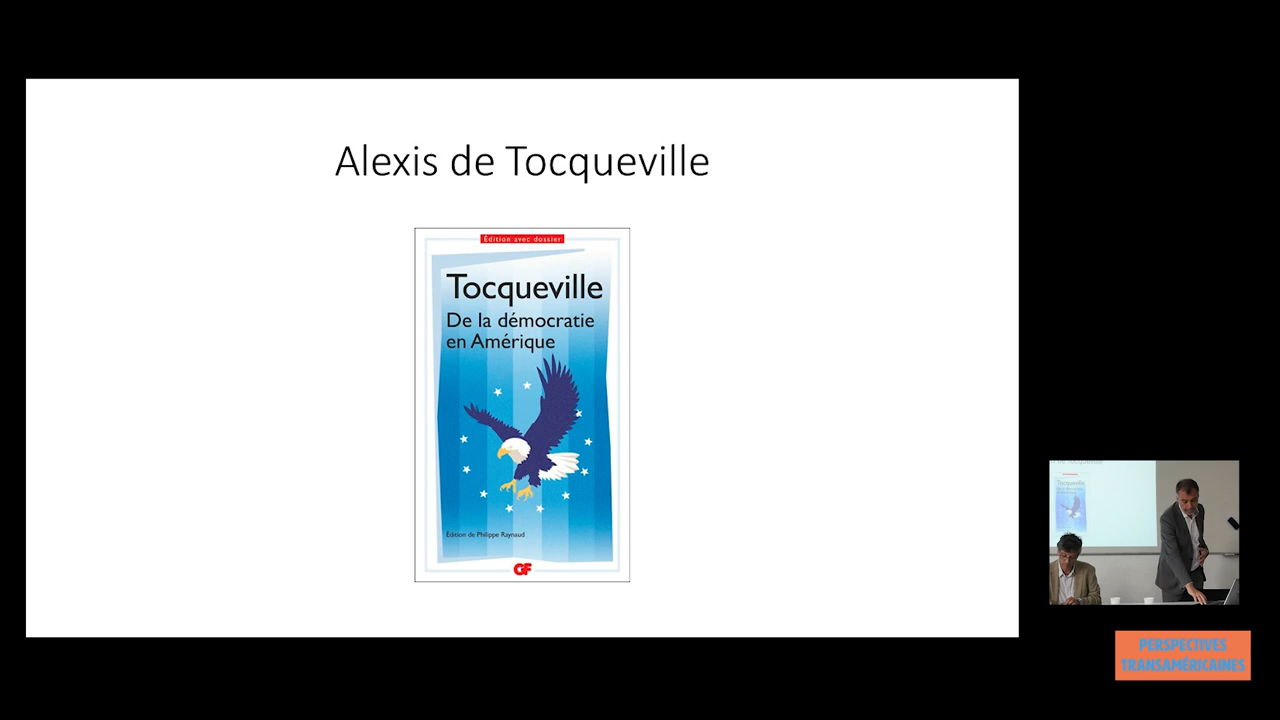 Alexis de Tocqueville
Édition avec dossier
Tocqueville
De la démocratie
en Amérique
Édition de Philippe Raynaud
GF
Tocqueville
PERSPECTIVES
TRANSAMÉRICAINES